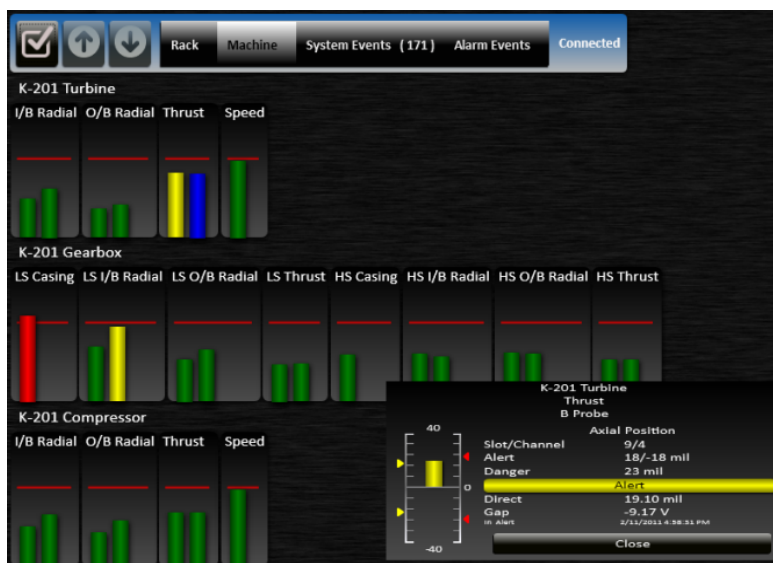 Rack Machine System Events ( 171 ) Alarm Events Connected
K-201 Turbine
I/B Radial O/B Radial Thrust Speed
K-201 Gearbox
LS Casing LS I/B Radial LS O/B Radial LS Thrust HS Casing HS I/B Radial HS O/B Radial HS Thrust
K-201 Compressor
I/B Radial O/B Radial Thrust Speed
K-201 Turbine
Thrust
B Probe
40
Axial Position
Slot/Channel 9/4
Alert 18/-18 mil
Danger 23 mil
0
Alert
Direct 19.10 mil
Gap -9.17 V
In Alert 2/11/2011 4:36:31 PM
-40
Close